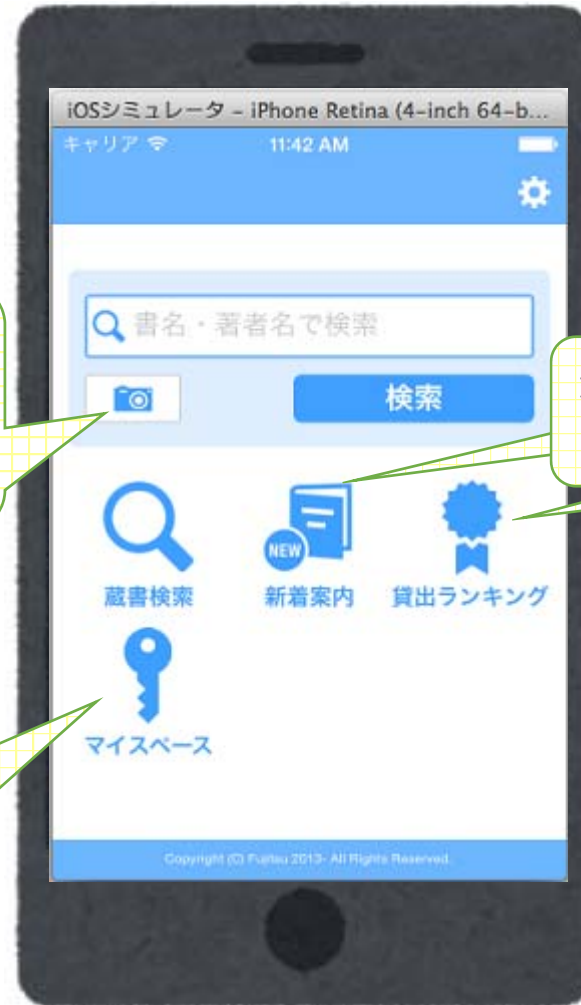 iOSシミュレータ – iPhone Retina (4-inch 64-b...
キャリア 11:42 AM
書名・著者名で検索
検索
NEW
蔵書検索 新着案内 貸出ランキング
マイスペース
Copyright (C) Fujitsu 2013- All Rights Reserved.